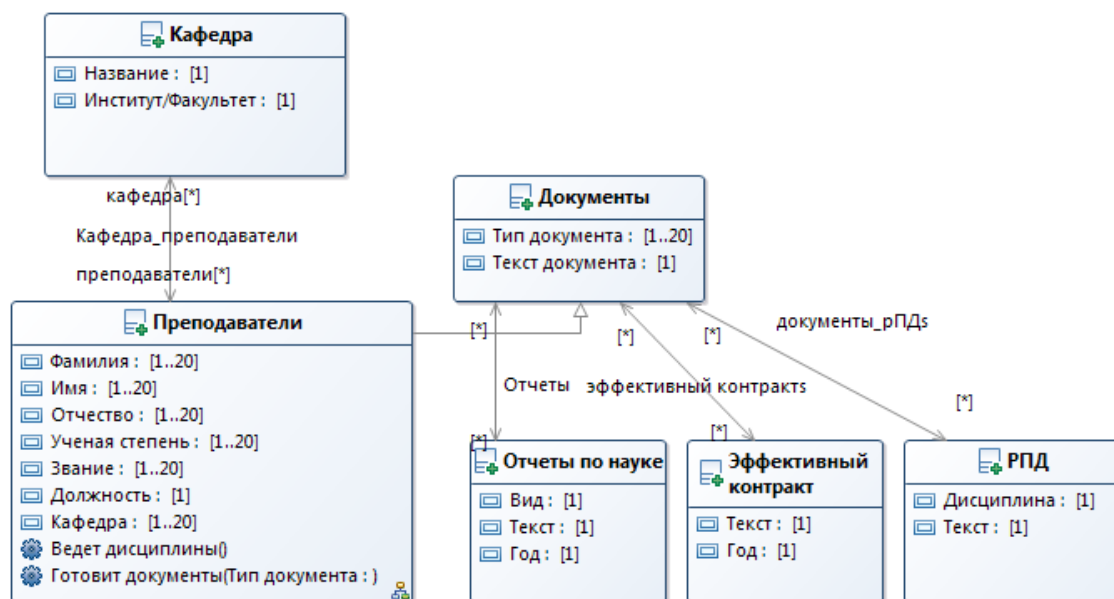 Кафедра
Название : [1]
Институт/Факультет : [1]
кафедра[*]
Кафедра_преподаватели
преподаватели[*]
Документы
Тип документа : [1..20]
Текст документа : [1]
Преподаватели
Фамилия : [1..20]
Имя : [1..20]
Отчество : [1..20]
Ученая степень : [1..20]
Звание : [1..20]
Должность : [1]
Кафедра : [1..20]
Ведет дисциплины()
Готовит документы(Тип документа : )
[*]
[*]
[*]
документы_рПДs
Отчеты
эффективный контрактs
[*]
[*]
[*]
Отчеты по науке
Вид : [1]
Текст : [1]
Год : [1]
Эффективный
контракт
Текст : [1]
Год : [1]
РПД
Дисциплина : [1]
Текст : [1]